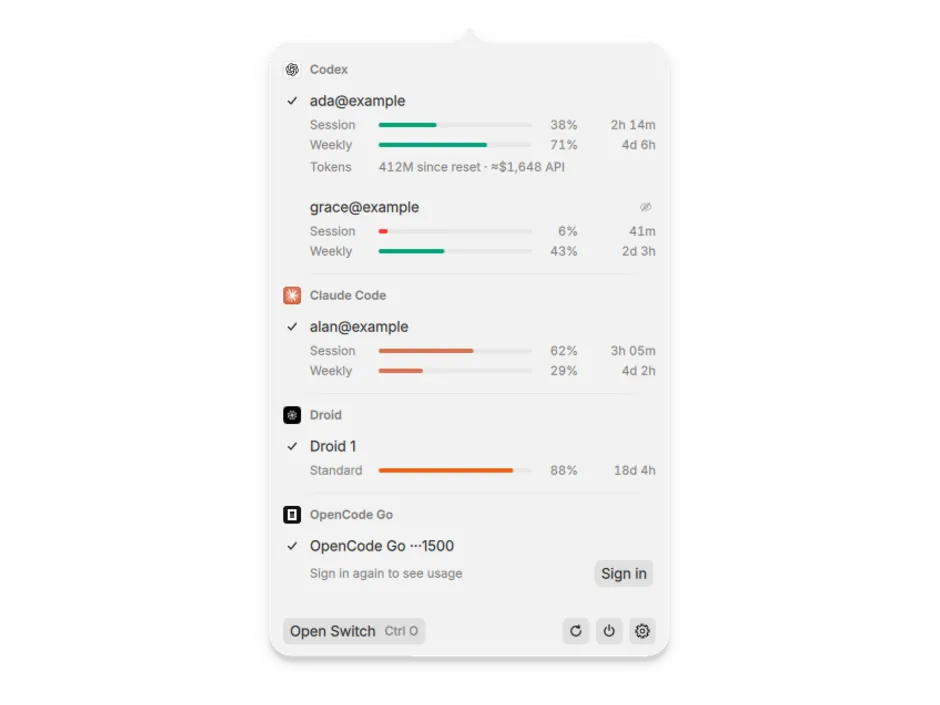 Codex
ada@example
Session 38% 2h 14m
Weekly 71% 4d 6h
Tokens 412M since reset · ≈$1,648 API
grace@example
Session 6% 41m
Weekly 43% 2d 3h
Claude Code
alan@example
Session 62% 3h 05m
Weekly 29% 4d 2h
Droid
Droid 1
Standard 88% 18d 4h
OpenCode Go
OpenCode Go ···1500
Sign in again to see usage Sign in
Open Switch Ctrl O